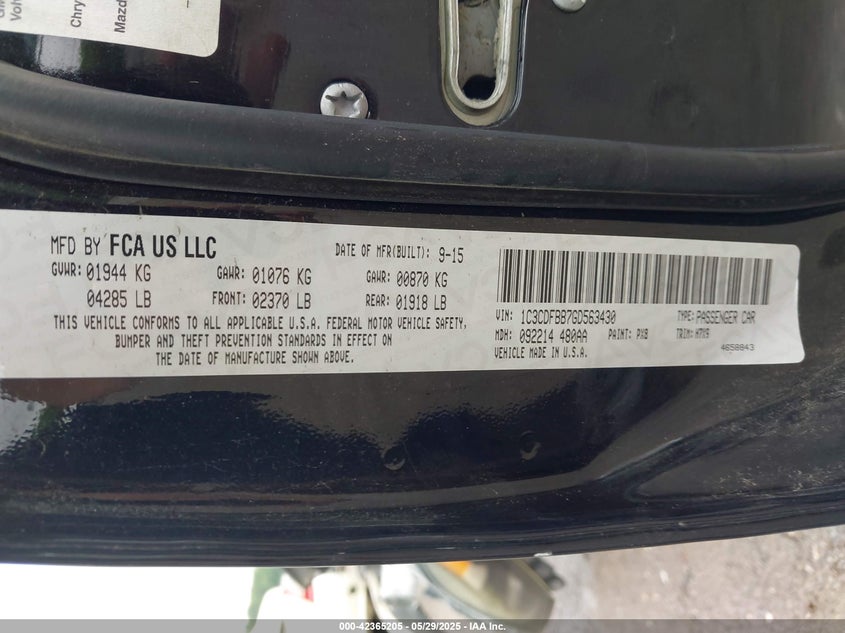 Chry
Mazd
MFD BY FCA US LLC
DATE OF MFR(BUILT): 9-15
GVWR: 01944 KG
GAWR: 01076 KG
GAWR: 00870 KG
04285 LB
FRONT: 02370 LB
REAR: 01918 LB
THIS VEHICLE CONFORMS TO ALL APPLICABLE U.S.A. FEDERAL MOTOR VEHICLE SAFETY,
BUMPER AND THEFT PREVENTION STANDARDS IN EFFECT ON
THE DATE OF MANUFACTURE SHOWN ABOVE.
VIN: 1C3CDFBB7GD563430
TYPE: PASSENGER CAR
MDH: 092214 480AA
PAINT: PX8
TRIM: H7X9
VEHICLE MADE IN U.S.A.
4658843
000-42365205 - 05/29/2025 - IAA Inc.